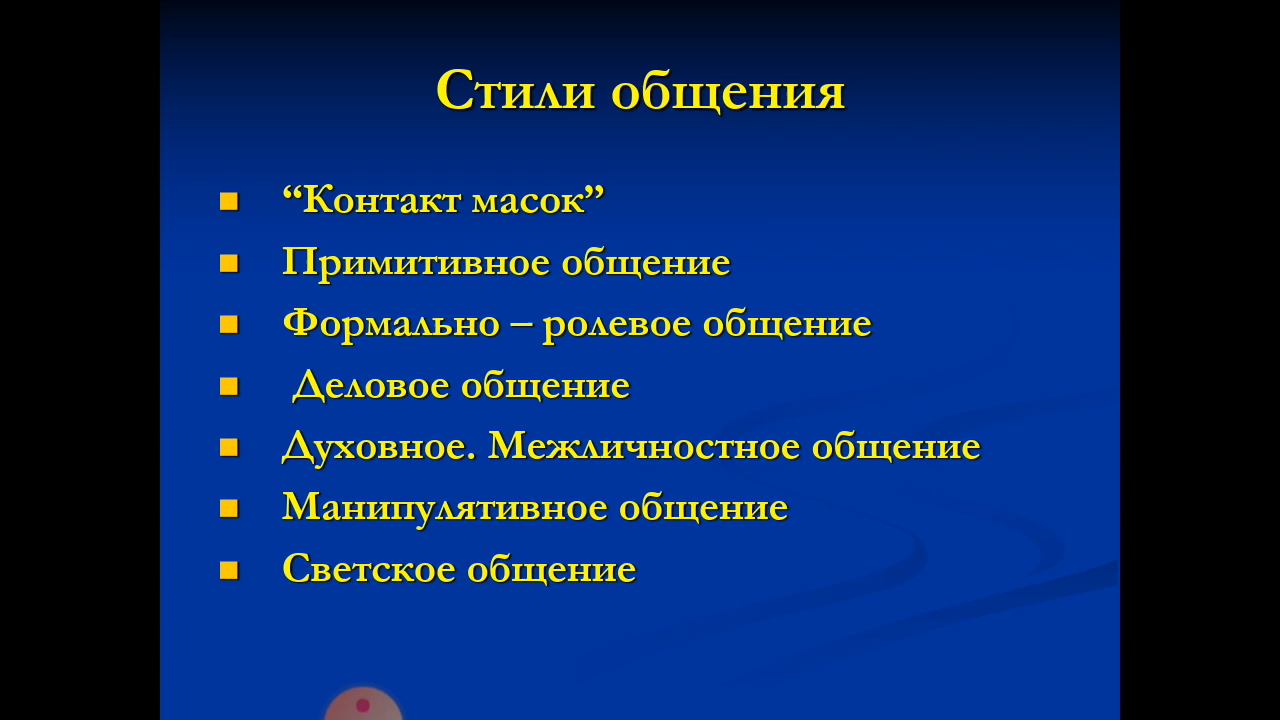 Стили общения
“Контакт масок”
Примитивное общение
Формально – ролевое общение
Деловое общение
Духовное. Межличностное общение
Манипулятивное общение
Светское общение